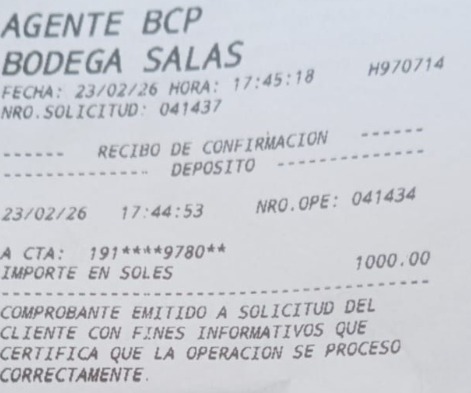 AGENTE BCP
BODEGA SALAS
FECHA: 23/02/26 HORA: 17:45:18 H970714
NRO.SOLICITUD: 041437
------ RECIBO DE CONFIRMACION ------
-------------- DEPOSITO --------------
23/02/26 17:44:53 NRO.OPE: 041434
A CTA: 191****9780**
IMPORTE EN SOLES 1000.00
----------------------------------------
COMPROBANTE EMITIDO A SOLICITUD DEL
CLIENTE CON FINES INFORMATIVOS QUE
CERTIFICA QUE LA OPERACION SE PROCESO
CORRECTAMENTE.